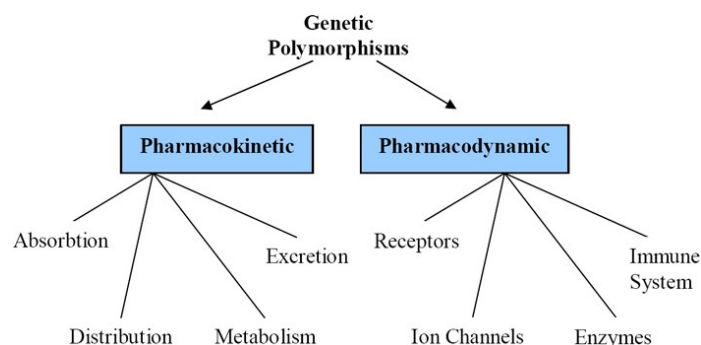 Genetic
Polymorphisms
Pharmacokinetic
Pharmacodynamic
Absorbtion
Excretion
Distribution
Metabolism
Receptors
Immune
System
Ion Channels
Enzymes